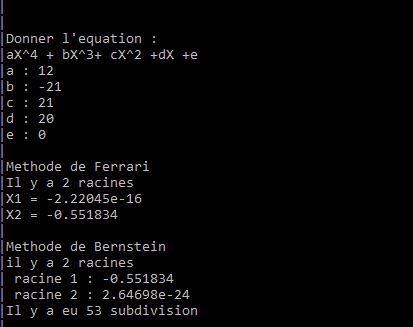 |
|
|Donner l'equation :
|aX^4 + bX^3+ cX^2 +dX +e
|a : 12
|b : -21
|c : 21
|d : 20
|e : 0
|
|Methode de Ferrari
|Il y a 2 racines
|X1 = -2.22045e-16
|X2 = -0.551834
|
|Methode de Bernstein
|il y a 2 racines
| racine 1 : -0.551834
| racine 2 : 2.64698e-24
|Il y a eu 53 subdivision